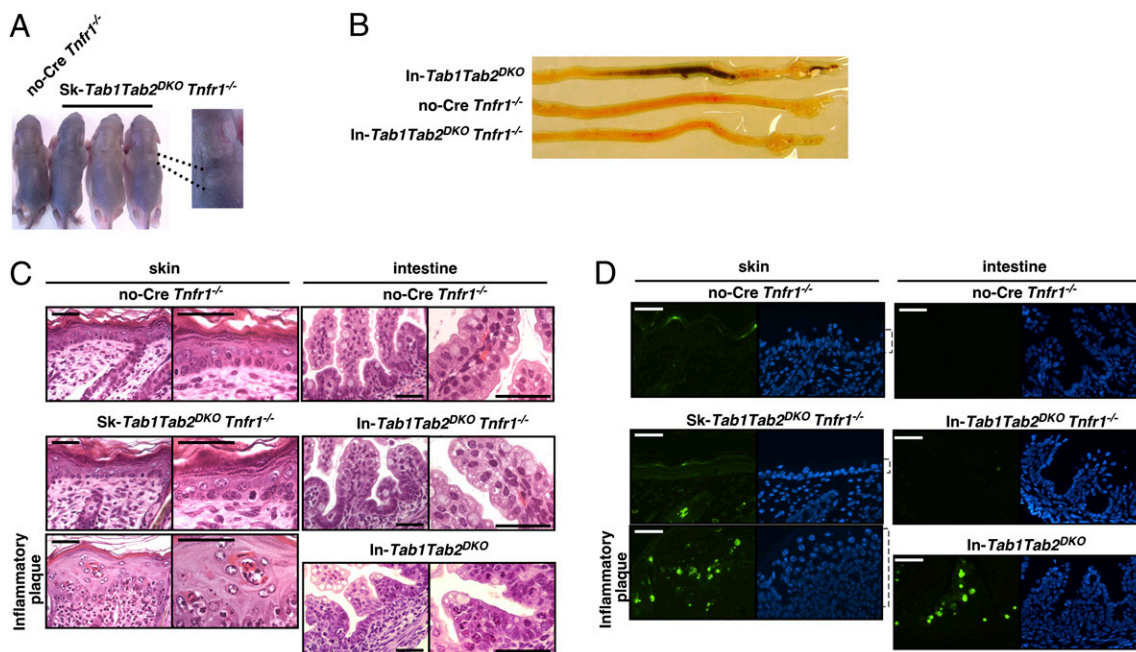 A
no-Cre Tnfr1-/-
Sk-Tab1Tab2DKO Tnfr1-/-
B
In-Tab1Tab2DKO
no-Cre Tnfr1-/-
In-Tab1Tab2DKO Tnfr1-/-
C
skin
intestine
no-Cre Tnfr1-/-
no-Cre Tnfr1-/-
Sk-Tab1Tab2DKO Tnfr1-/-
In-Tab1Tab2DKO Tnfr1-/-
Inflammatory
plaque
In-Tab1Tab2DKO
D
skin
intestine
no-Cre Tnfr1-/-
no-Cre Tnfr1-/-
Sk-Tab1Tab2DKO Tnfr1-/-
In-Tab1Tab2DKO Tnfr1-/-
Inflammatory
plaque
In-Tab1Tab2DKO